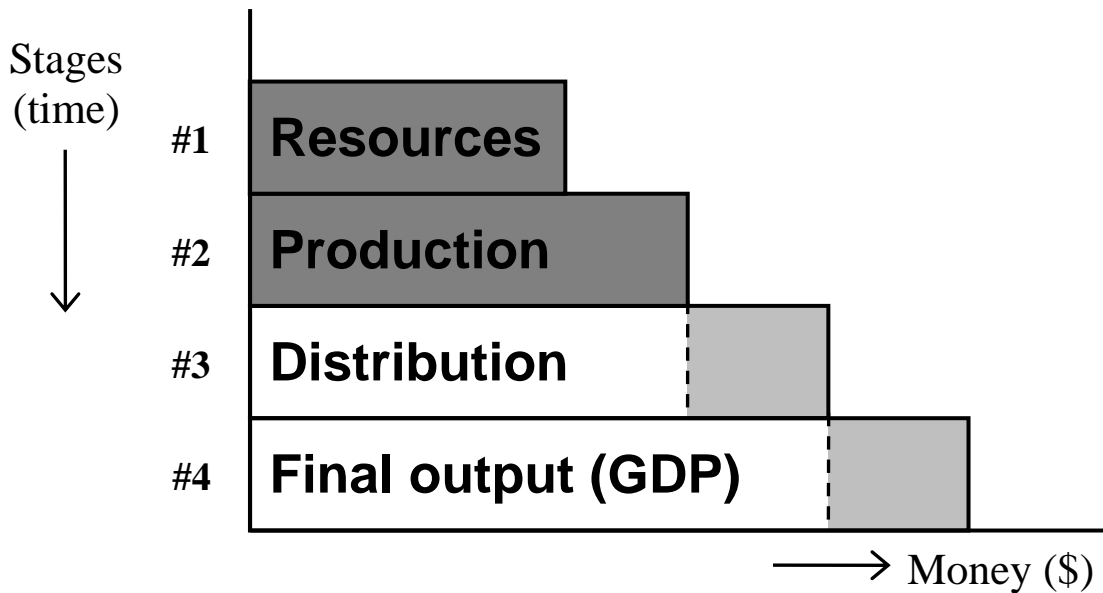 Stages
(time)
#1 Resources
#2 Production
#3 Distribution
#4 Final output (GDP)
Money ($)